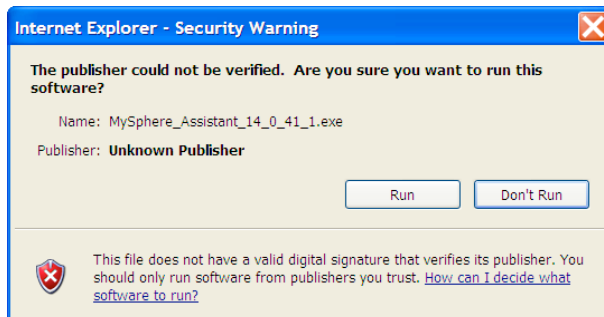 Internet Explorer - Security Warning
The publisher could not be verified.  Are you sure you want to run this
software?
Name: MySphere_Assistant_14_0_41_1.exe
Publisher: Unknown Publisher
Run Don't Run
This file does not have a valid digital signature that verifies its publisher. You
should only run software from publishers you trust. How can I decide what
software to run?